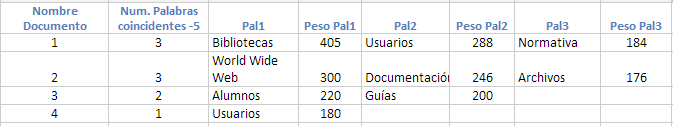 Nombre Documento Num. Palabras coincidentes -5 Pal1 Peso Pal1 Pal2 Peso Pal2 Pal3 Peso Pal3
1 3 Bibliotecas 405 Usuarios 288 Normativa 184
2 3 World Wide Web 300 Documentación 246 Archivos 176
3 2 Alumnos 220 Guías 200
4 1 Usuarios 180